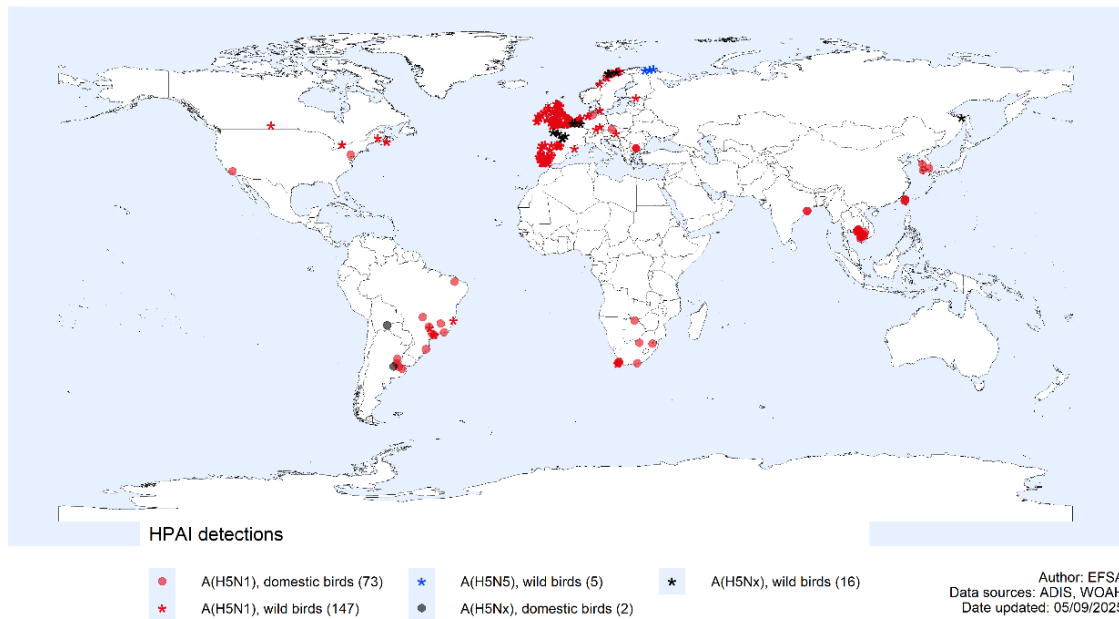 HPAI detections
A(H5N1), domestic birds (73)
A(H5N5), wild birds (5)
A(H5Nx), wild birds (16)
A(H5N1), wild birds (147)
A(H5Nx), domestic birds (2)
Author: EFSA
Data sources: ADIS, WOAH
Date updated: 05/09/2025